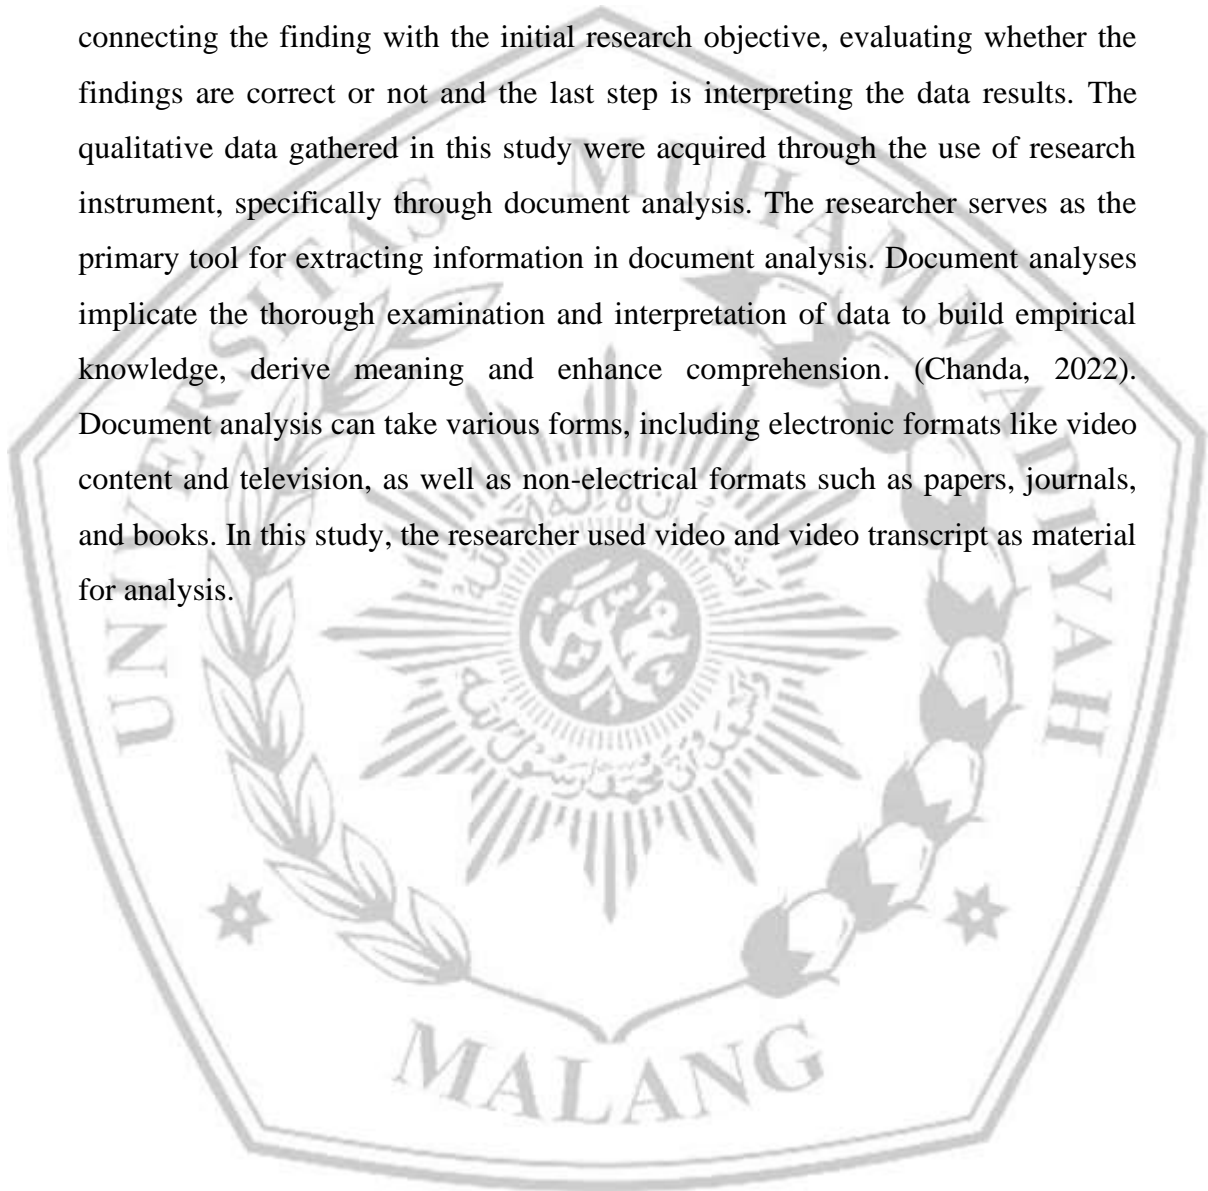 connecting the finding with the initial research objective, evaluating whether the
findings are correct or not and the last step is interpreting the data results. The
qualitative data gathered in this study were acquired through the use of research
instrument, specifically through document analysis. The researcher serves as the
primary tool for extracting information in document analysis. Document analyses
implicate the thorough examination and interpretation of data to build empirical
knowledge, derive meaning and enhance comprehension. (Chanda, 2022).
Document analysis can take various forms, including electronic formats like video
content and television, as well as non-electrical formats such as papers, journals,
and books. In this study, the researcher used video and video transcript as material
for analysis.
UNIVERSITAS MUHAMMADIYAH
MALANG